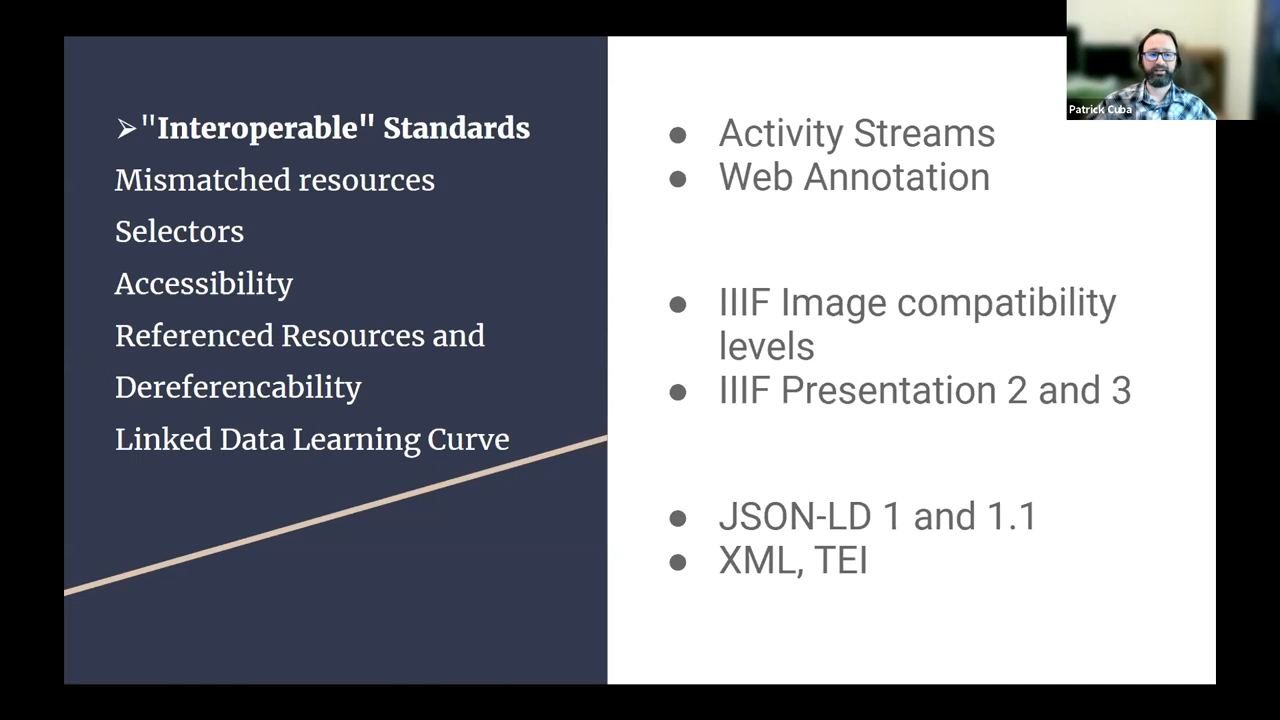 ➢"Interoperable" Standards
Mismatched resources
Selectors
Accessibility
Referenced Resources and
Dereferencability
Linked Data Learning Curve
● Activity Streams
● Web Annotation
● IIIF Image compatibility
levels
● IIIF Presentation 2 and 3
● JSON-LD 1 and 1.1
● XML, TEI
Patrick Cuba